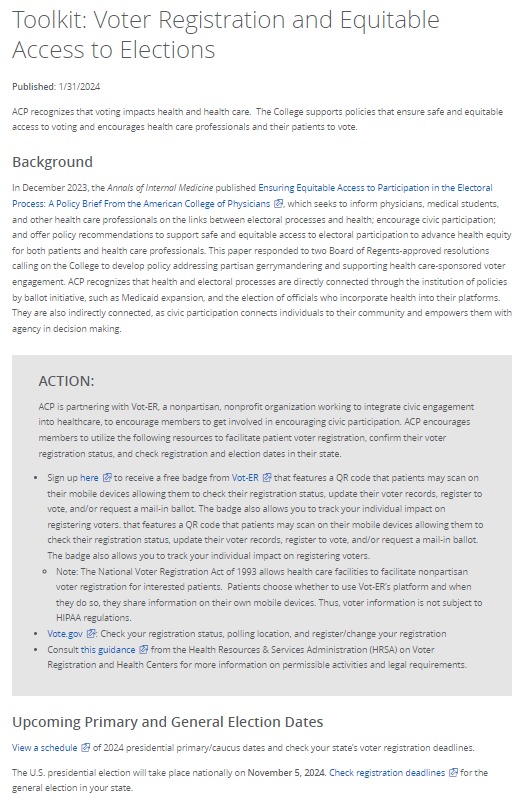 Toolkit: Voter Registration and Equitable
Access to Elections
Published: 1/31/2024
ACP recognizes that voting impacts health and health care.  The College supports policies that ensure safe and equitable
access to voting and encourages health care professionals and their patients to vote.
Background
In December 2023, the Annals of Internal Medicine published Ensuring Equitable Access to Participation in the Electoral
Process: A Policy Brief From the American College of Physicians , which seeks to inform physicians, medical students,
and other health care professionals on the links between electoral processes and health; encourage civic participation;
and offer policy recommendations to support safe and equitable access to electoral participation to advance health equity
for both patients and health care professionals. This paper responded to two Board of Regents-approved resolutions
calling on the College to develop policy addressing partisan gerrymandering and supporting health care-sponsored voter
engagement. ACP recognizes that health and electoral processes are directly connected through the institution of policies
by ballot initiative, such as Medicaid expansion, and the election of officials who incorporate health into their platforms.
They are also indirectly connected, as civic participation connects individuals to their community and empowers them with
agency in decision making.
ACTION:
ACP is partnering with Vot-ER, a nonpartisan, nonprofit organization working to integrate civic engagement
into healthcare, to encourage members to get involved in encouraging civic participation. ACP encourages
members to utilize the following resources to facilitate patient voter registration, confirm their voter
registration status, and check registration and election dates in their state.
• Sign up here to receive a free badge from Vot-ER that features a QR code that patients may scan on
their mobile devices allowing them to check their registration status, update their voter records, register to
vote, and/or request a mail-in ballot. The badge also allows you to track your individual impact on
registering voters. that features a QR code that patients may scan on their mobile devices allowing them to
check their registration status, update their voter records, register to vote, and/or request a mail-in ballot.
The badge also allows you to track your individual impact on registering voters.
○ Note: The National Voter Registration Act of 1993 allows health care facilities to facilitate nonpartisan
voter registration for interested patients.  Patients choose whether to use Vot-ER's platform and when
they do so, they share information on their own mobile devices. Thus, voter information is not subject to
HIPAA regulations.
• Vote.gov : Check your registration status, polling location, and register/change your registration
• Consult this guidance from the Health Resources & Services Administration (HRSA) on Voter
Registration and Health Centers for more information on permissible activities and legal requirements.
Upcoming Primary and General Election Dates
View a schedule of 2024 presidential primary/caucus dates and check your state's voter registration deadlines.
The U.S. presidential election will take place nationally on November 5, 2024. Check registration deadlines for the
general election in your state.